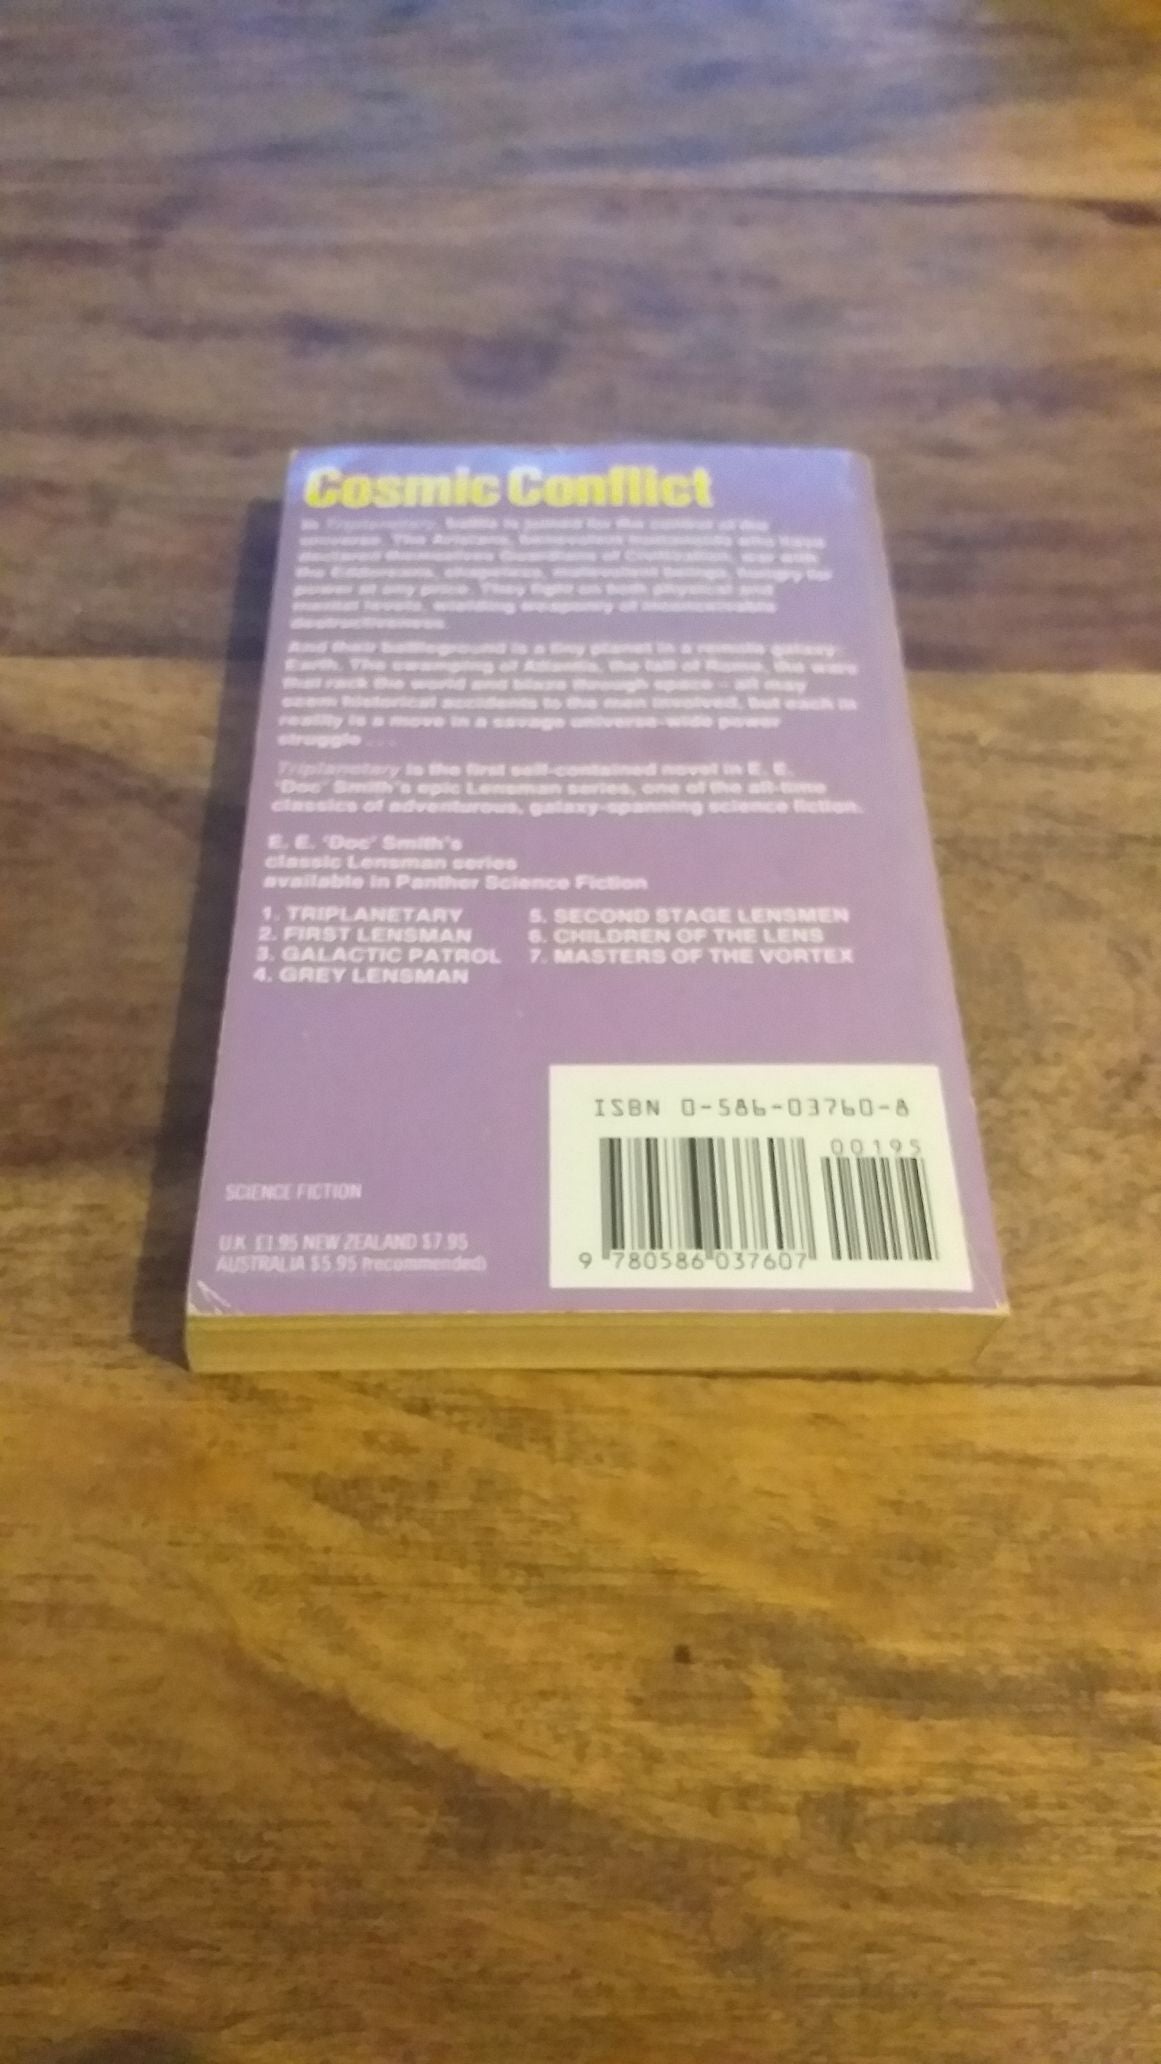 Cosmic Conflict
In Triplanetary, battle is joined for the control of the
universe. The Arisians, benevolent humanoids who have
declared themselves Guardians of Civilization, war with
the Eddoreans, shapeless, malevolent beings, hungry for
power at any price. They fight on both physical and
mental levels, wielding weaponry of inconceivable
destructiveness.
And their battleground is a tiny planet in a remote galaxy:
Earth. The swamping of Atlantis, the fall of Rome, the wars
that rack the world and blaze through space – all may
seem historical accidents to the men involved, but each in
reality is a move in a savage universe-wide power
struggle . . .
Triplanetary is the first self-contained novel in E. E.
'Doc' Smith's epic Lensman series, one of the all-time
classics of adventurous, galaxy-spanning science fiction.
E. E. 'Doc' Smith's
classic Lensman series
available in Panther Science Fiction
1. TRIPLANETARY
2. FIRST LENSMAN
3. GALACTIC PATROL
4. GREY LENSMAN
5. SECOND STAGE LENSMEN
6. CHILDREN OF THE LENS
7. MASTERS OF THE VORTEX
ISBN 0-586-03760-8
00195
9 780586 037607
SCIENCE FICTION
U.K. £1.95 NEW ZEALAND $7.95
AUSTRALIA $5.95 (recommended)